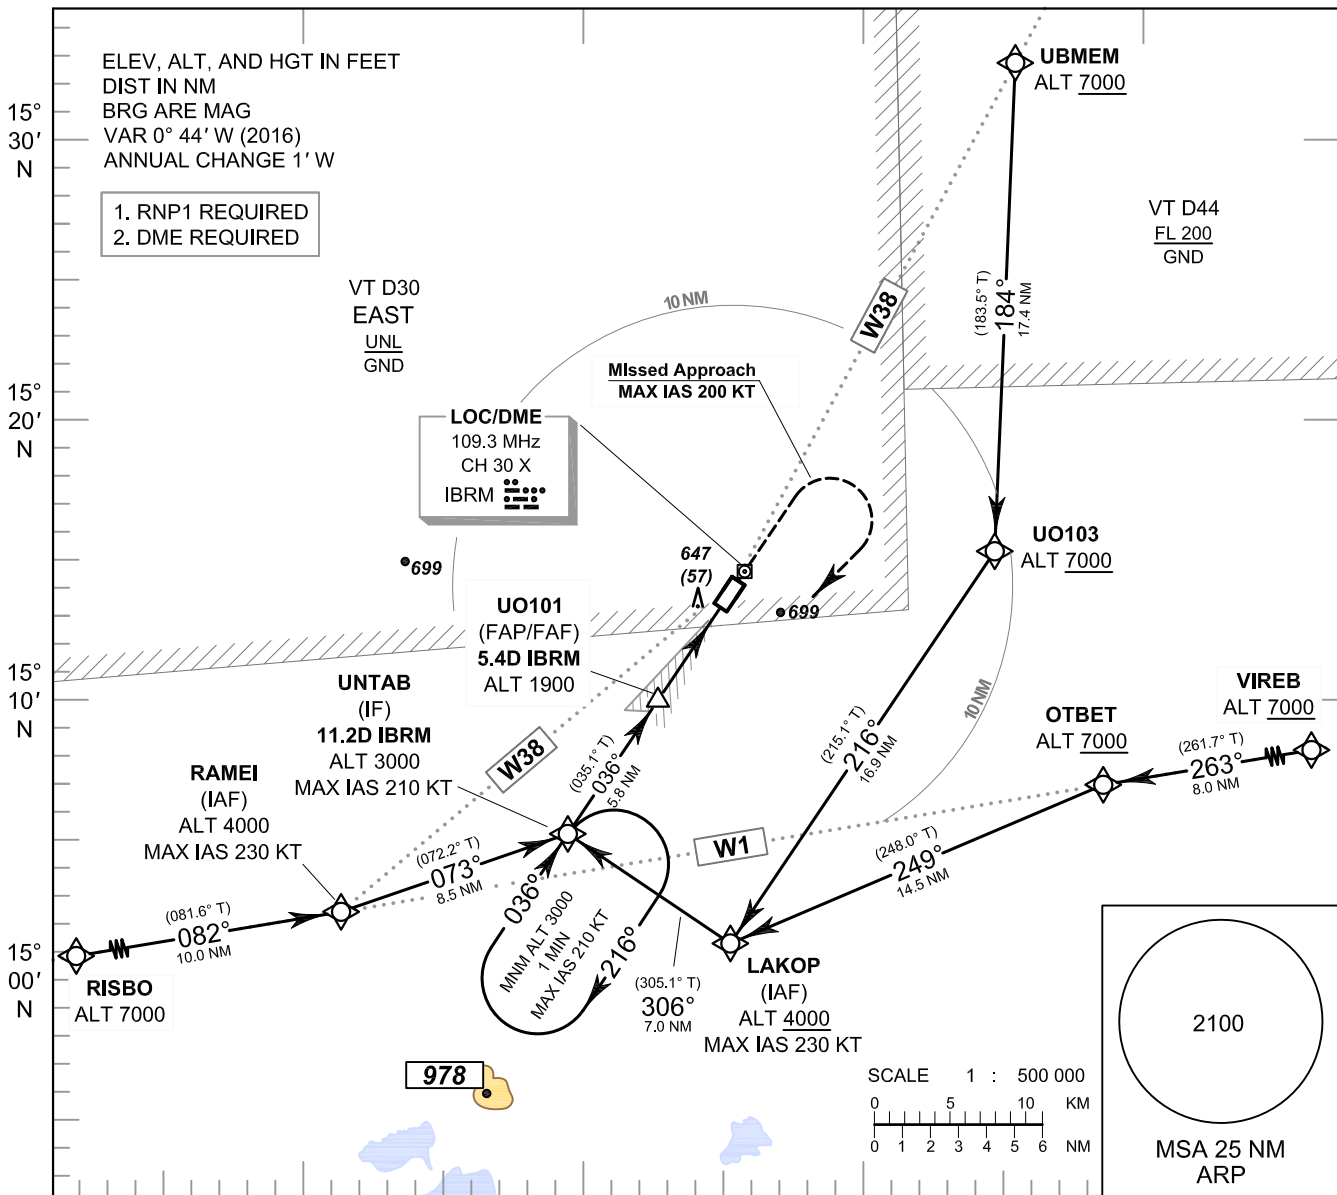 ELEV, ALT, AND HGT IN FEET
DIST IN NM
BRG ARE MAG
VAR 0° 44′ W (2016)
ANNUAL CHANGE 1′ W
1. RNP1 REQUIRED
2. DME REQUIRED
15°
30′
N
15°
20′
N
15°
10′
N
15°
00′
N
UBMEM
ALT 7000
VT D44
FL 200
GND
VT D30
EAST
UNL
GND
10 NM
W38
(183.5° T)
184°
17.4 NM
MIssed Approach
MAX IAS 200 KT
LOC/DME
109.3 MHz
CH 30 X
IBRM
699
647
(57)
699
UO103
ALT 7000
UO101
(FAP/FAF)
5.4D IBRM
ALT 1900
UNTAB
(IF)
11.2D IBRM
ALT 3000
MAX IAS 210 KT
W38
(035.1° T)
036°
5.8 NM
(215.1° T)
216°
16.9 NM
10 NM
OTBET
ALT 7000
VIREB
ALT 7000
(261.7° T)
263°
8.0 NM
RAMEI
(IAF)
ALT 4000
MAX IAS 230 KT
(072.2° T)
073°
8.5 NM
W1
(248.0° T)
249°
14.5 NM
(081.6° T)
082°
10.0 NM
RISBO
ALT 7000
036°
MNM ALT 3000
1 MIN
MAX IAS 210 KT
216°
(305.1° T)
306°
7.0 NM
LAKOP
(IAF)
ALT 4000
MAX IAS 230 KT
978
SCALE 1 : 500 000
0 5 10 KM
0 1 2 3 4 5 6 NM
2100
MSA 25 NM
ARP